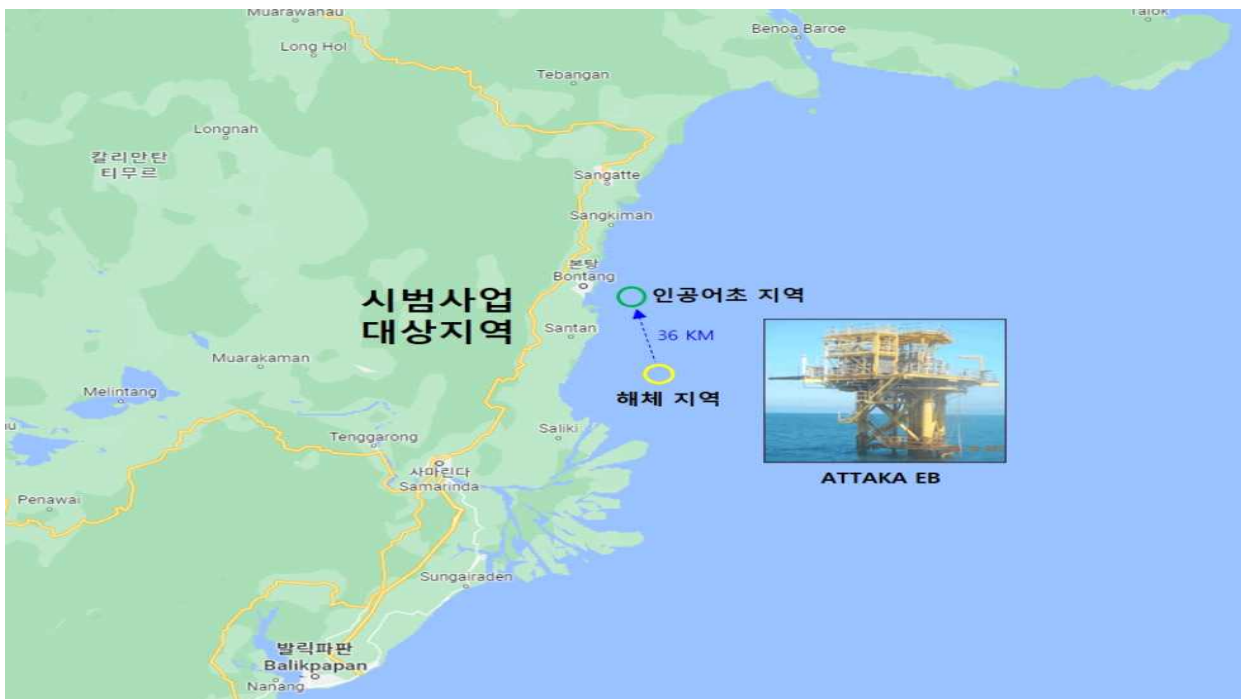 Muarawahau
Talok
Benoa Baroe
Long Hol
Tebangan
Longnah
칼리만탄
티무르
Sangatte
Sangkimah
본탕
Bontang
시범사업
대상지역
인공어초 지역
36 KM
Santan
Muarakaman
해체 지역
Melintang
Saliki
Tenggarong
사마린다
Samarinda
ATTAKA EB
Penawai
Sungairaden
발릭파판
Balikpapan
Nanang